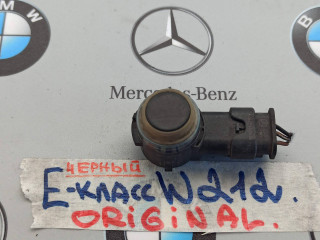 Mercedes-Benz
ЧЕРНЫЙ
Е-КЛАСС W212.
ORIGINAL.